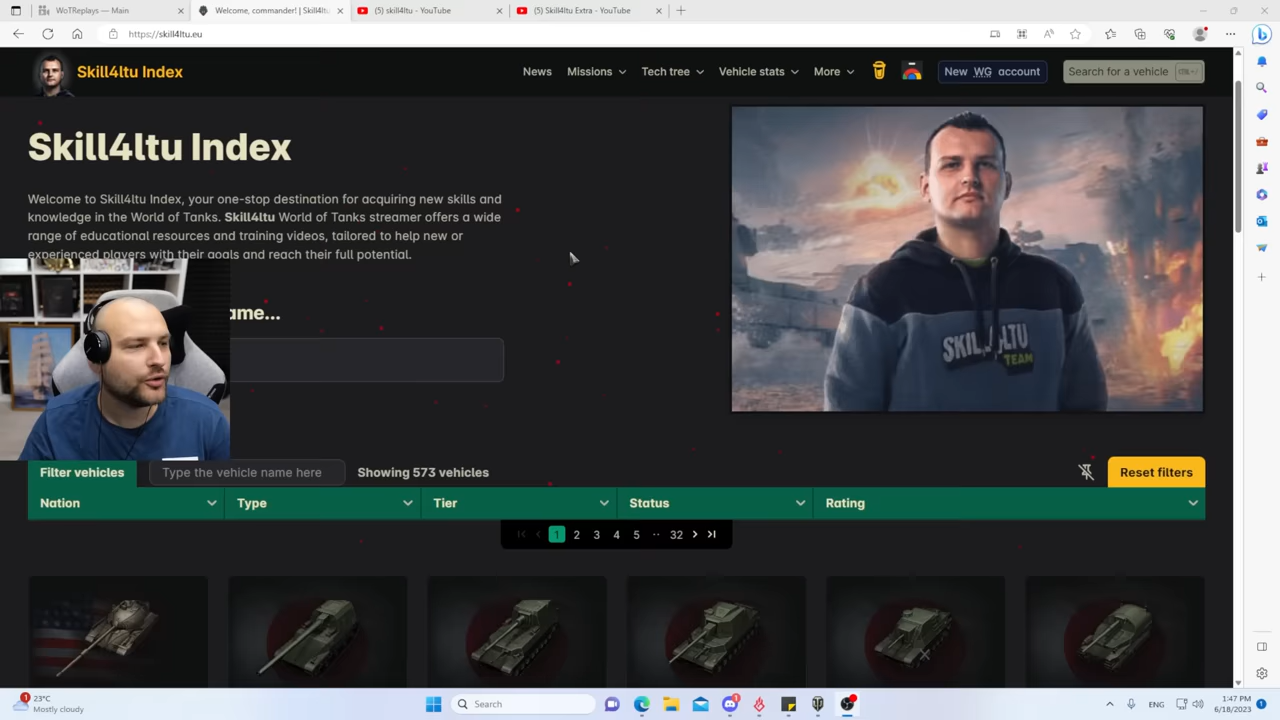 WoTReplays — Main
Welcome, commander! | Skill4ltu
(5) skill4ltu - YouTube
(5) Skill4ltu Extra - YouTube
https://skill4ltu.eu
Skill4ltu Index
News
Missions
Tech tree
Vehicle stats
More
New WG account
Search for a vehicle
CTRL+/
Skill4ltu Index
Welcome to Skill4ltu Index, your one-stop destination for acquiring new skills and
knowledge in the World of Tanks. Skill4ltu World of Tanks streamer offers a wide
range of educational resources and training videos, tailored to help new or
experienced players with their goals and reach their full potential.
ame...
SKILL4LTU
TEAM
Filter vehicles
Type the vehicle name here
Showing 573 vehicles
Reset filters
Nation
Type
Tier
Status
Rating
1 2 3 4 5 ·· 32
23°C
Mostly cloudy
Search
ENG
1:47 PM
6/18/2023